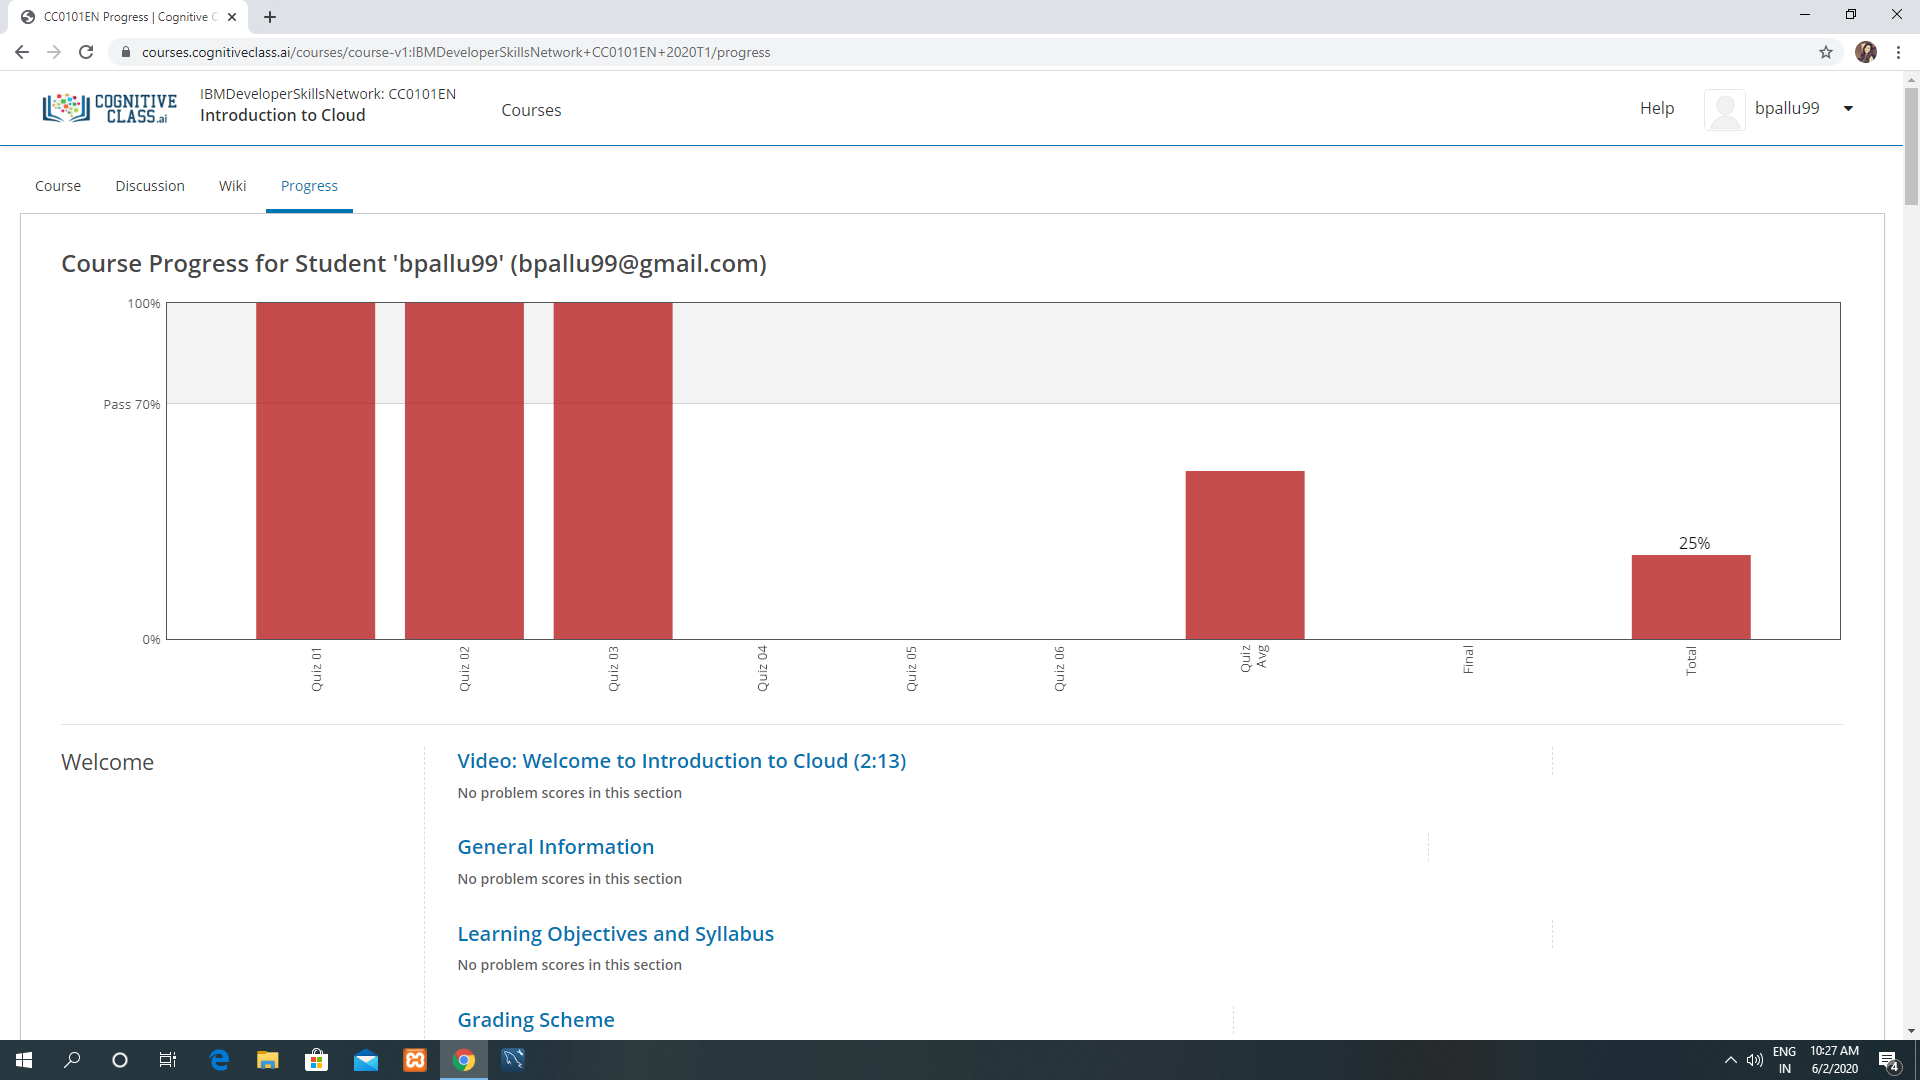 CC0101EN Progress | Cognitive C
courses.cognitiveclass.ai/courses/course-v1:IBMDeveloperSkillsNetwork+CC0101EN+2020T1/progress
COGNITIVE
CLASS.ai
IBMDeveloperSkillsNetwork: CC0101EN
Introduction to Cloud
Courses
Help
bpallu99
Course
Discussion
Wiki
Progress
Course Progress for Student 'bpallu99' (bpallu99@gmail.com)
100%
Pass 70%
0%
25%
Quiz 01
Quiz 02
Quiz 03
Quiz 04
Quiz 05
Quiz 06
Quiz
Avg
Final
Total
Welcome
Video: Welcome to Introduction to Cloud (2:13)
No problem scores in this section
General Information
No problem scores in this section
Learning Objectives and Syllabus
No problem scores in this section
Grading Scheme
ENG
IN
10:27 AM
6/2/2020
4